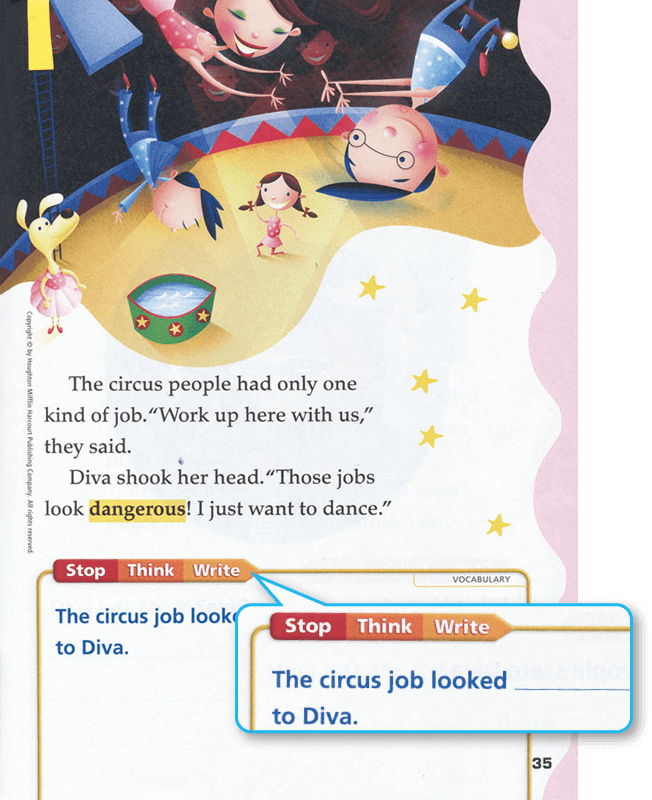 Copyright © by Houghton Mifflin Harcourt Publishing Company. All rights reserved.
The circus people had only one
kind of job. “Work up here with us,”
they said.
Diva shook her head. “Those jobs
look dangerous! I just want to dance.”
Stop Think Write
VOCABULARY
The circus job looke
to Diva.
Stop Think Write
The circus job looked
to Diva.
35